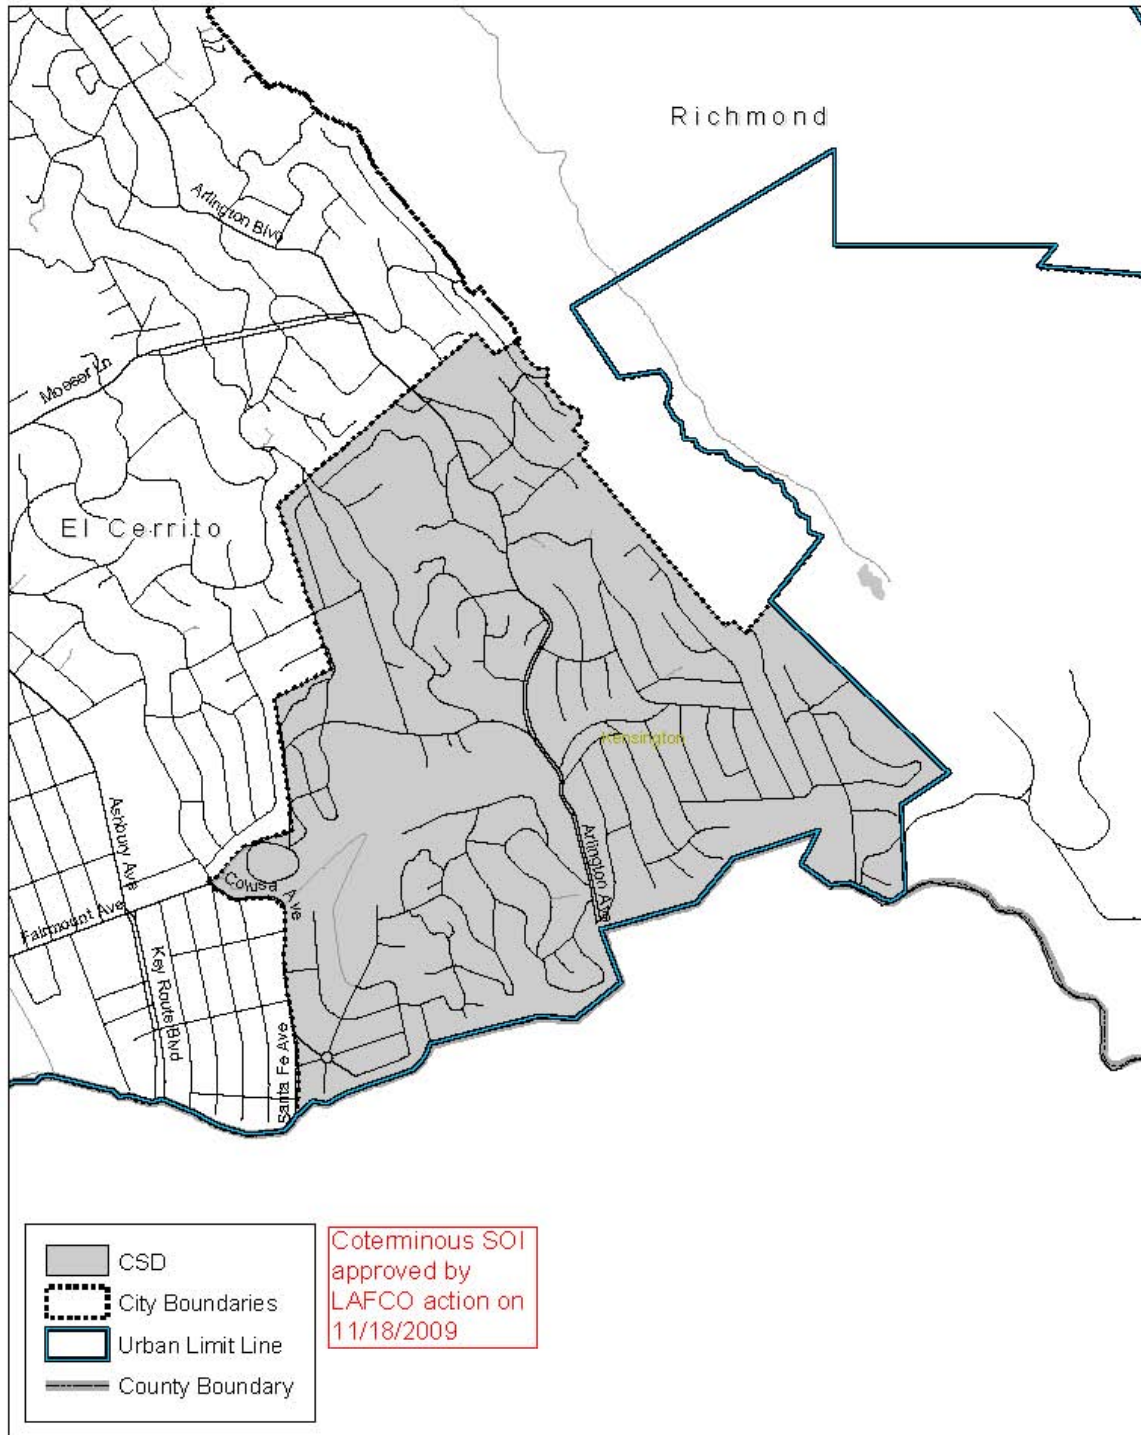 Richmond
Arlington Blvd
Moeser Ln
El Cerrito
Kensington
Ashbury Ave
Arlington Ave
Colusa Ave
Fairmount Ave
Key Route Blvd
Santa Fe Ave
CSD
City Boundaries
Urban Limit Line
County Boundary
Coterminous SOI
approved by
LAFCO action on
11/18/2009